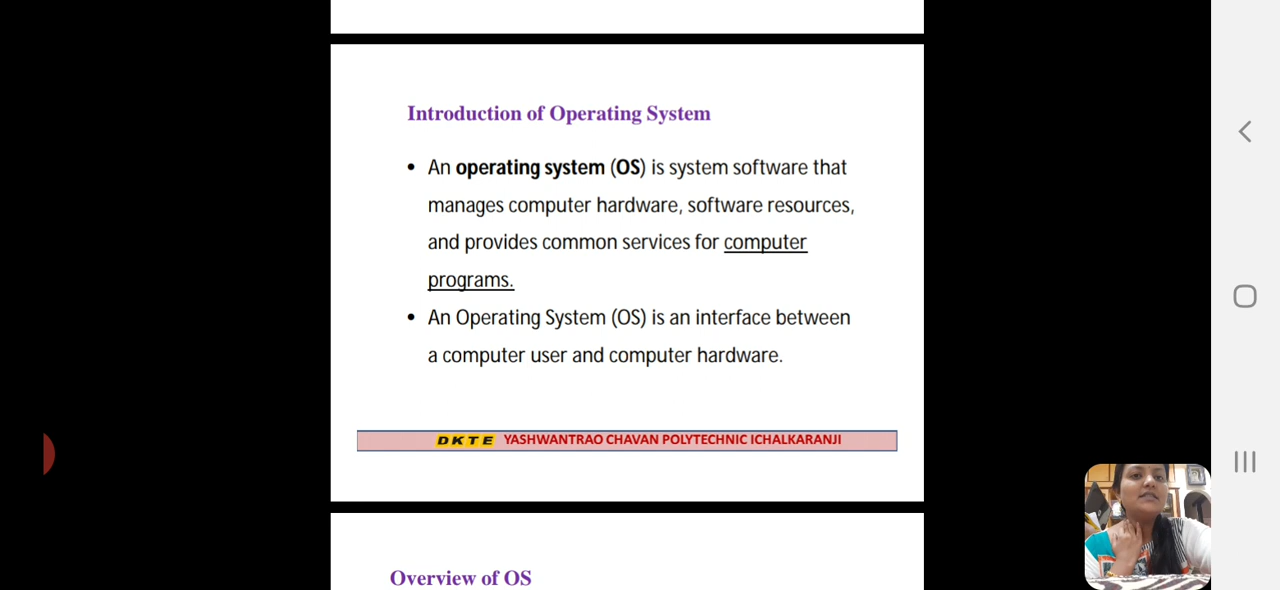 Introduction of Operating System
• An operating system (OS) is system software that
manages computer hardware, software resources,
and provides common services for computer
programs.
• An Operating System (OS) is an interface between
a computer user and computer hardware.
DKTE YASHWANTRAO CHAVAN POLYTECHNIC ICHALKARANJI
Overview of OS